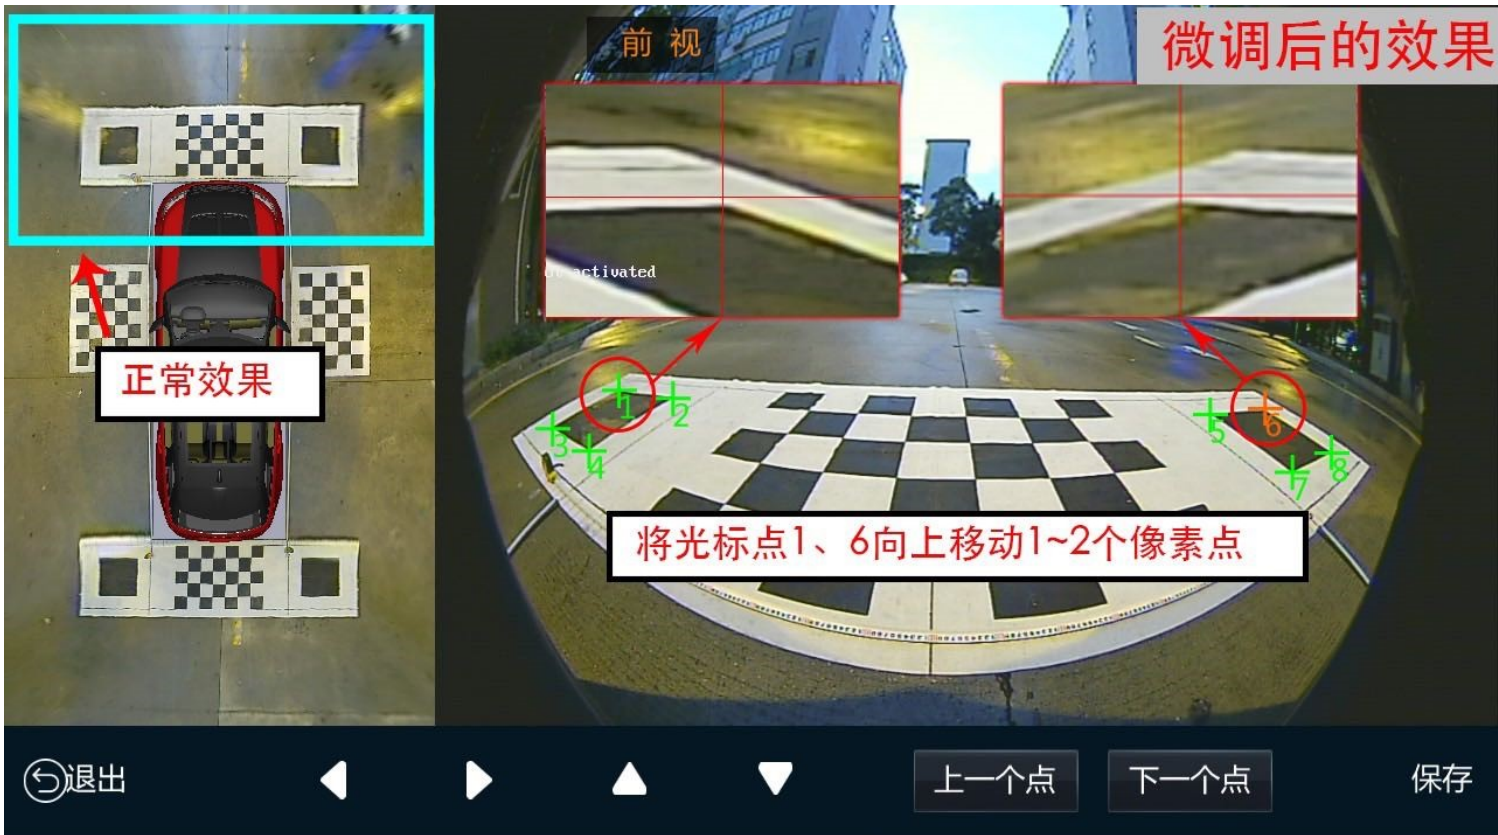 前 视
微调后的效果
activated
正常效果
1
2
3
4
5
6
7
8
将光标点1、6向上移动1~2个像素点
退出
上一个点
下一个点
保存